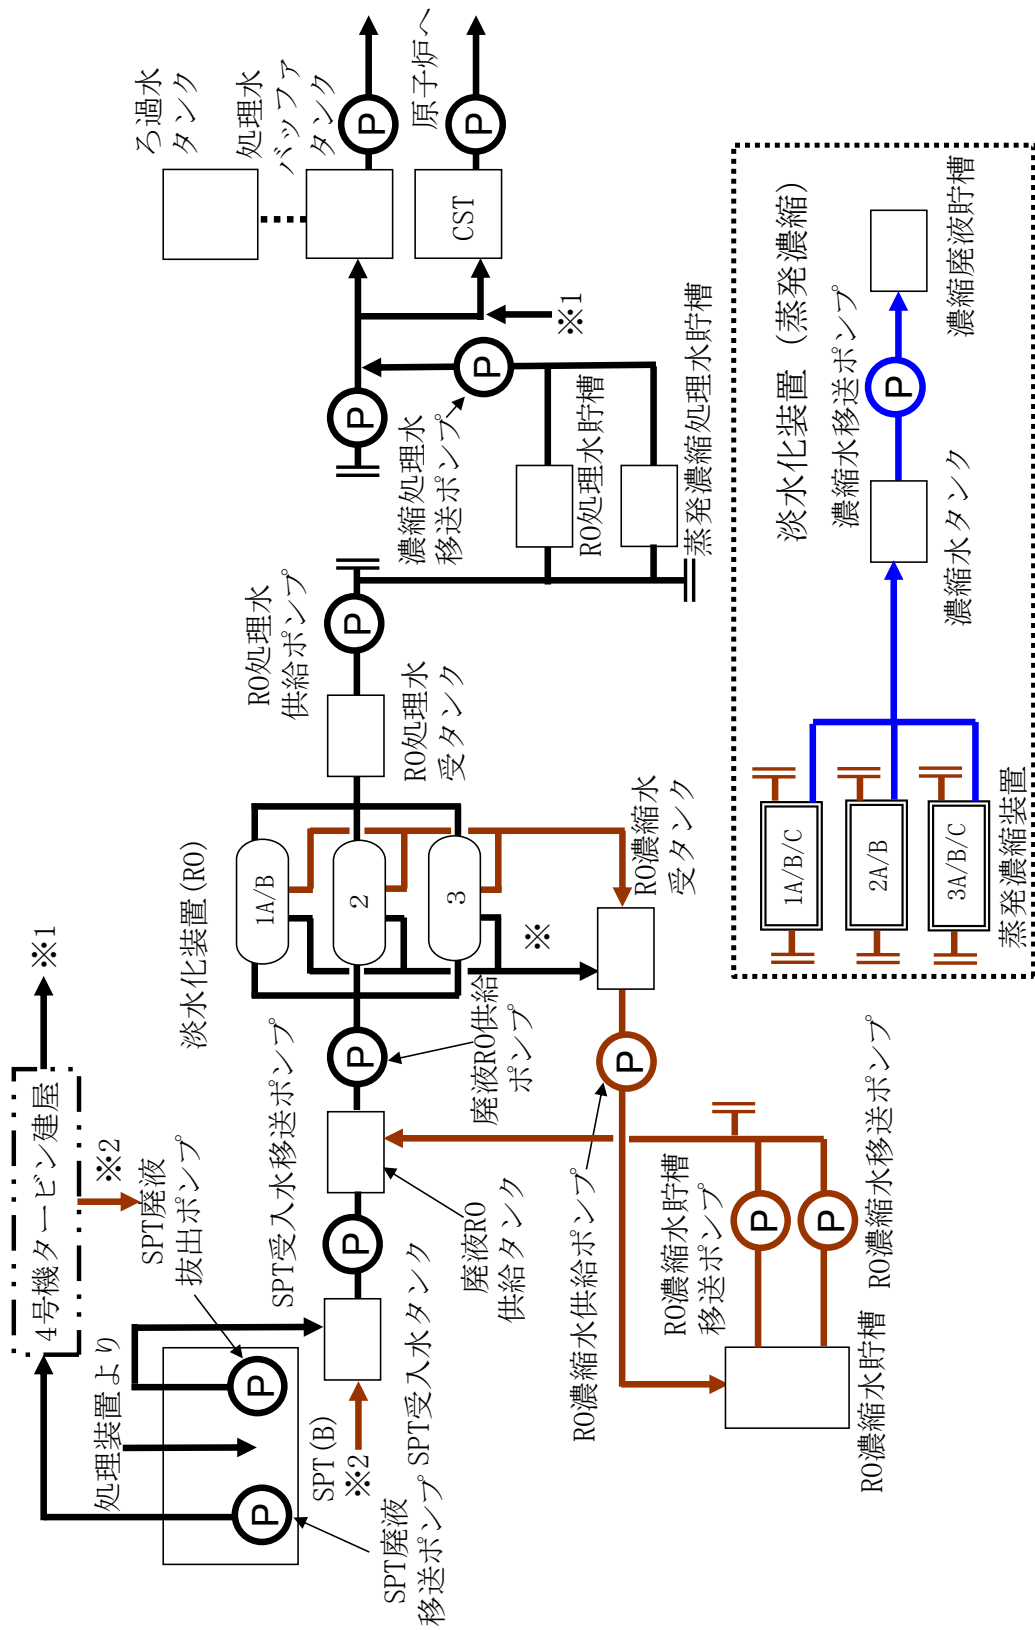 4号機タービン建屋
※1
※2
処理装置より
SPT廃液
抜出ポンプ
SPT(B)
※2
SPT廃液
移送ポンプ
P
P
SPT受入水タンク
P
SPT受入水移送ポンプ
廃液RO
供給タンク
P
廃液RO供給
ポンプ
淡水化装置(RO)
1A/B
2
3
※
RO処理水
受タンク
P
RO処理水
供給ポンプ
P
濃縮処理水
移送ポンプ
P
RO処理水貯槽
蒸発濃縮処理水貯槽
※1
ろ過水
タンク
処理水
バッファ
タンク
CST
P
P
原子炉へ
RO濃縮水
受タンク
P
RO濃縮水供給ポンプ
RO濃縮水貯槽
移送ポンプ
P
P
RO濃縮水移送ポンプ
RO濃縮水貯槽
淡水化装置（蒸発濃縮）
1A/B/C
2A/B
3A/B/C
蒸発濃縮装置
濃縮水タンク
濃縮水移送ポンプ
P
濃縮廃液貯槽